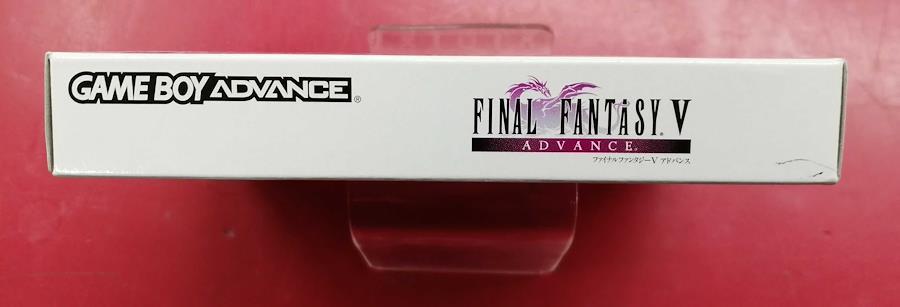 GAME BOY ADVANCE®
FINAL FANTASY® V
ADVANCE®
ファイナルファンタジーV アドバンス